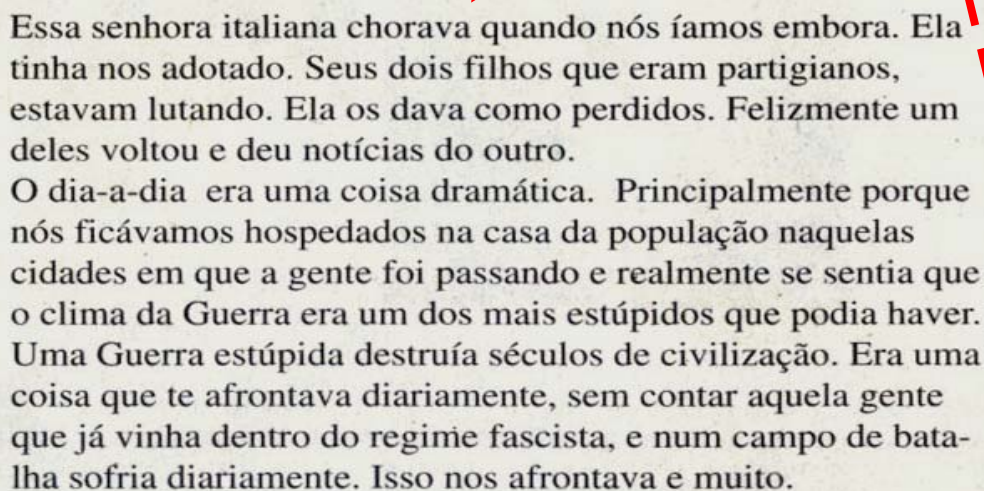 Essa senhora italiana chorava quando nós íamos embora. Ela
tinha nos adotado. Seus dois filhos que eram partigianos,
estavam lutando. Ela os dava como perdidos. Felizmente um
deles voltou e deu notícias do outro.
O dia-a-dia era uma coisa dramática. Principalmente porque
nós ficávamos hospedados na casa da população naquelas
cidades em que a gente foi passando e realmente se sentia que
o clima da Guerra era um dos mais estúpidos que podia haver.
Uma Guerra estúpida destruía séculos de civilização. Era uma
coisa que te afrontava diariamente, sem contar aquela gente
que já vinha dentro do regime fascista, e num campo de bata-
lha sofria diariamente. Isso nos afrontava e muito.